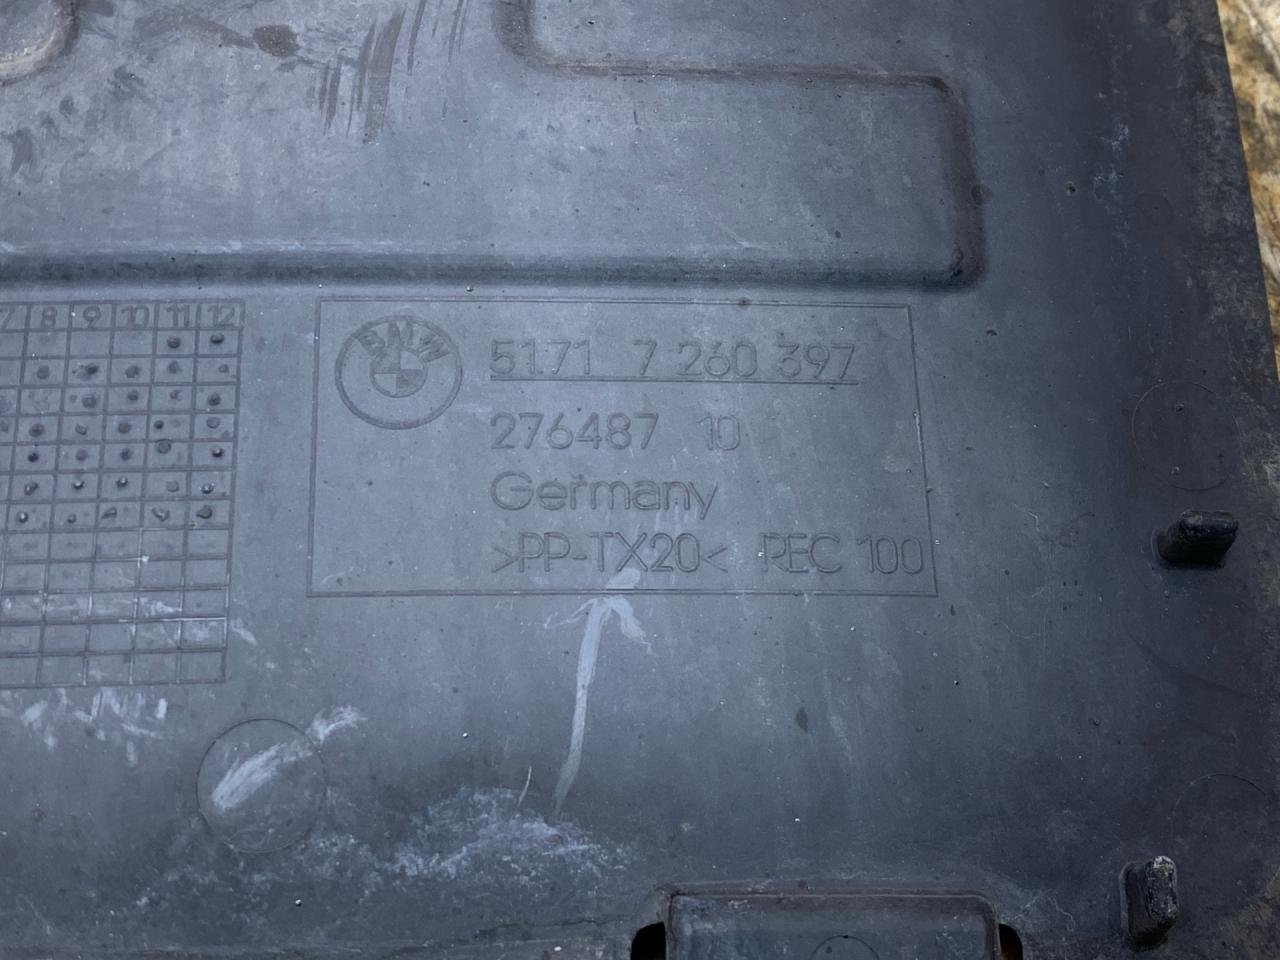 7 8 9 10 11 12
BMW
51.71 7 260 397
276487 10
Germany
>PP-TX20< REC 100